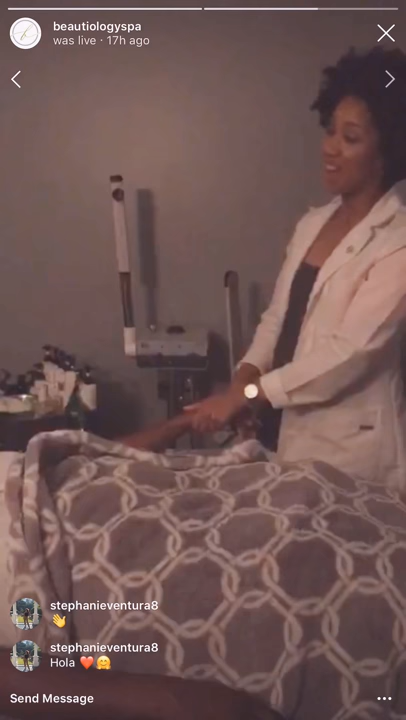 beautiologyspa
was live · 17h ago
stephanieventura8
👋
stephanieventura8
Hola ❤️🤗
Send Message